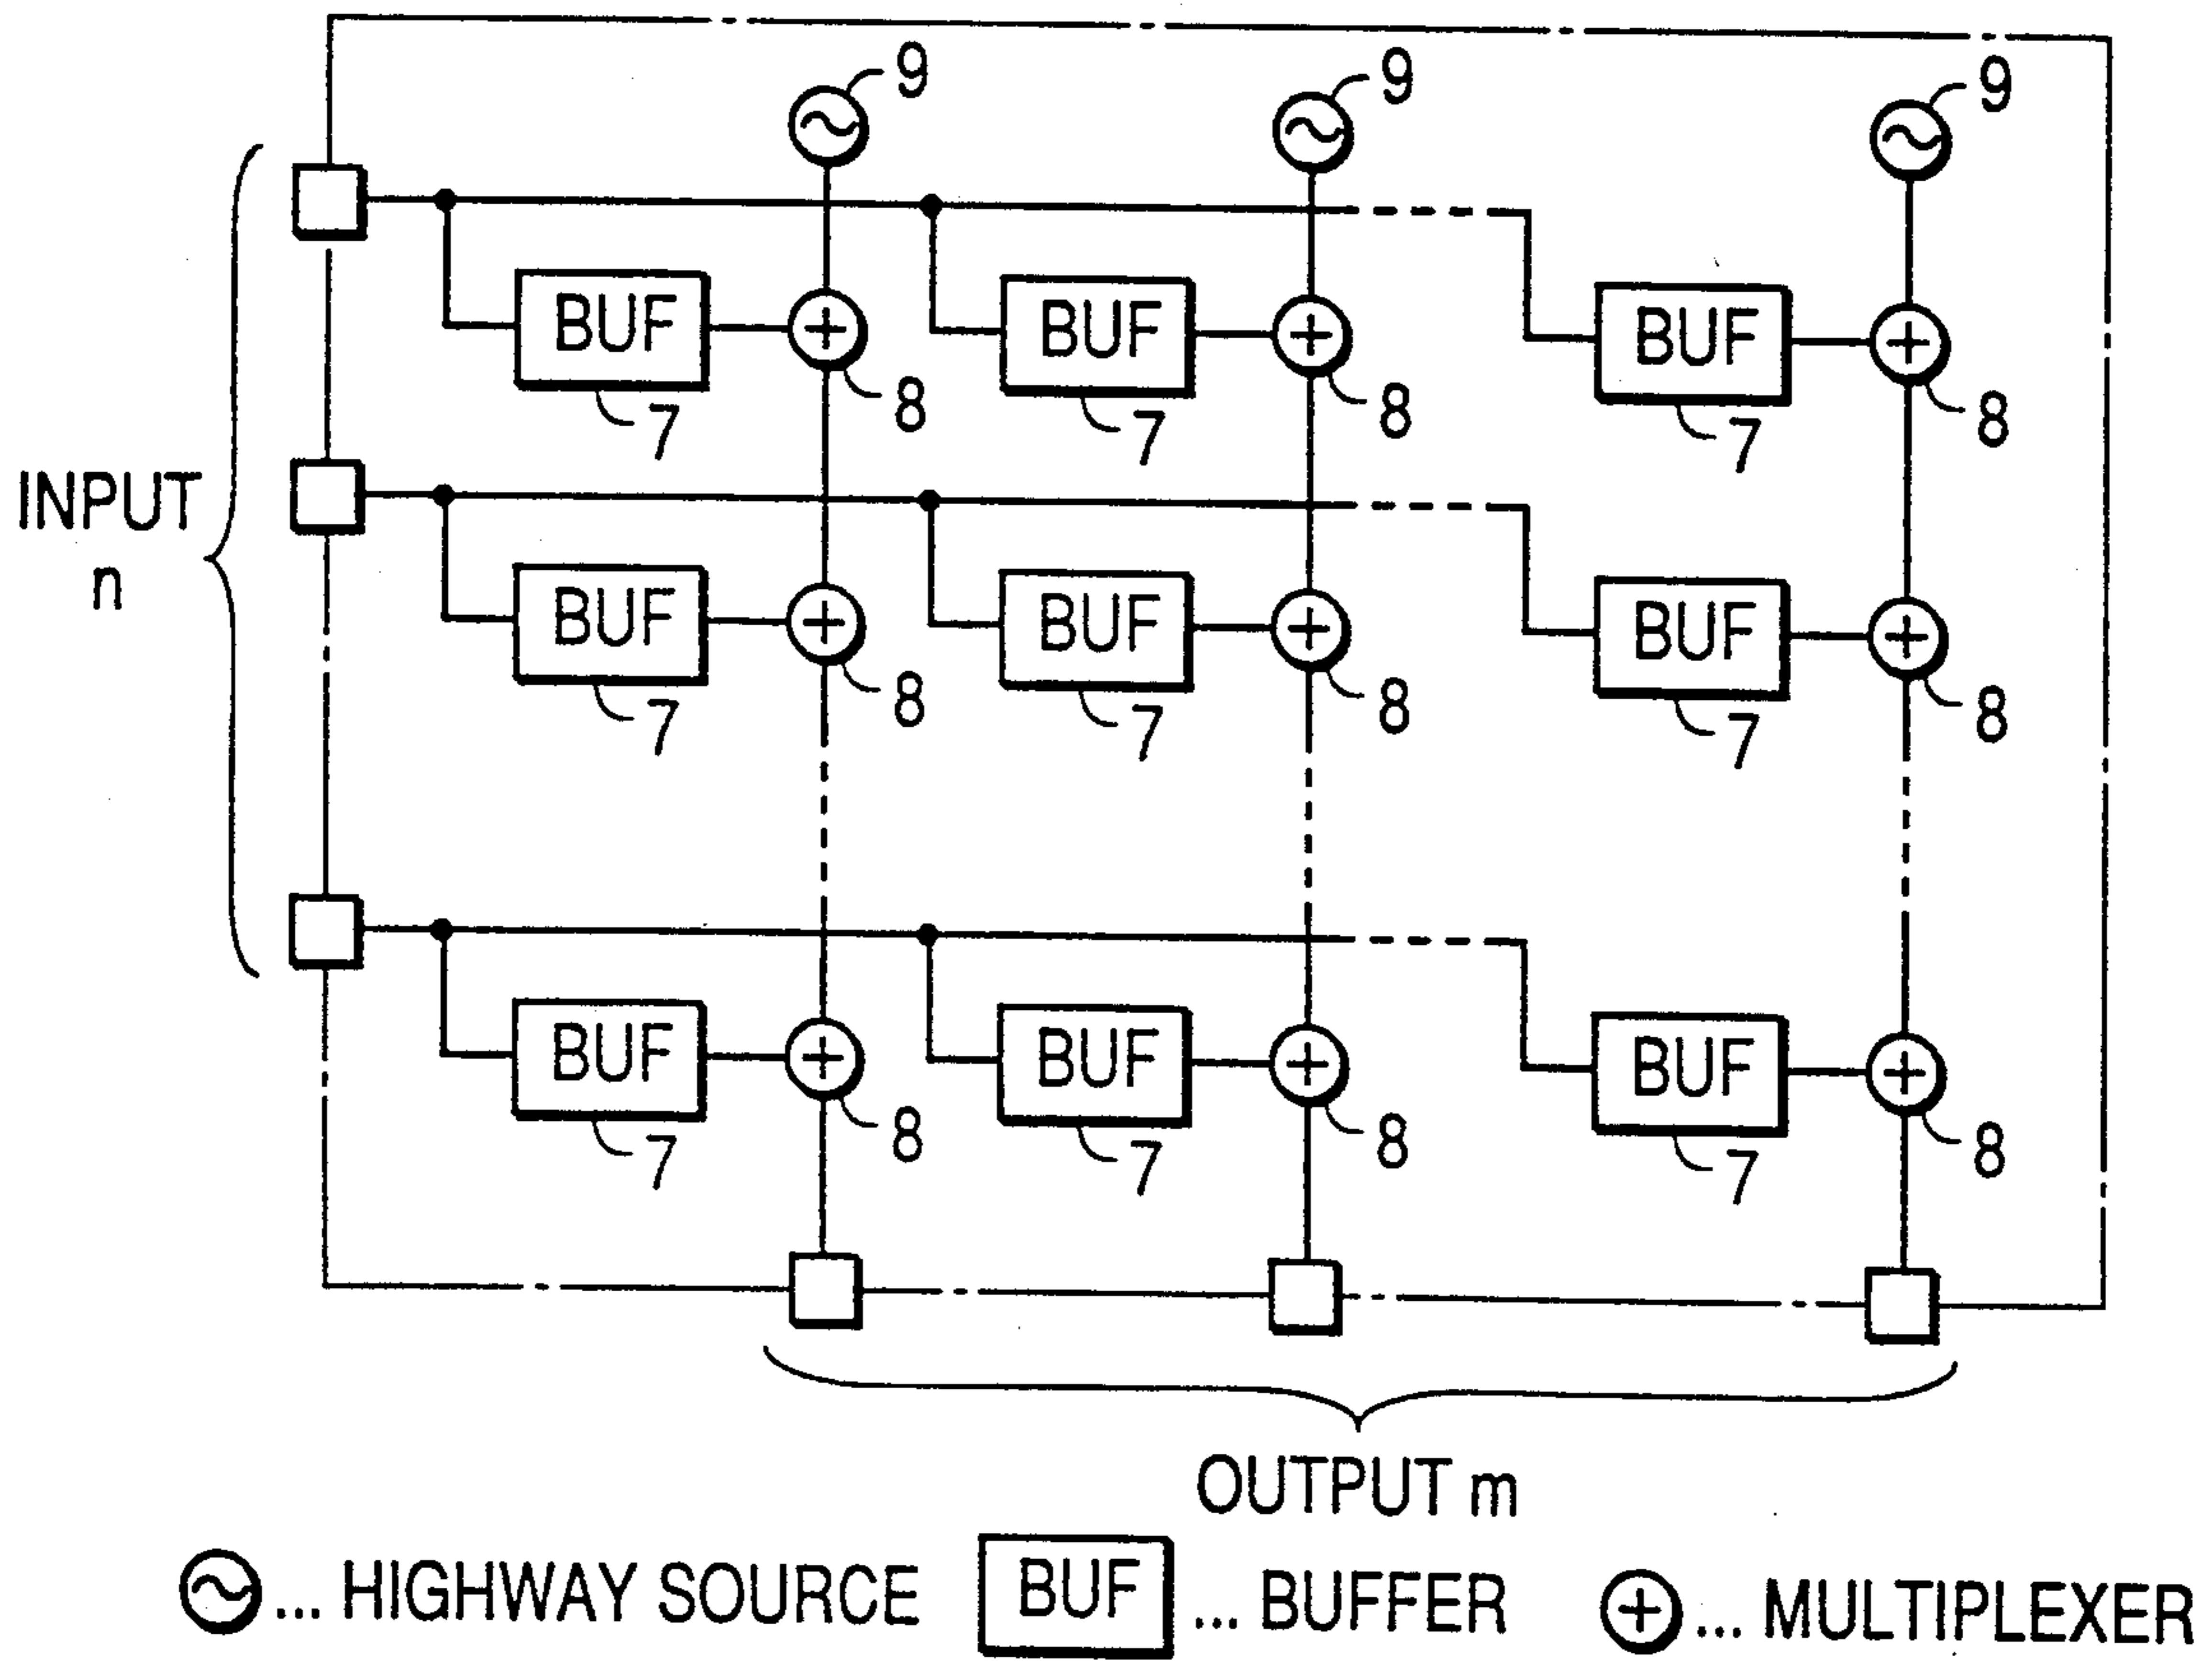 9 9 9
BUF BUF BUF
8 8 8
7 7 7
INPUT
n
BUF BUF BUF
8 8 8
7 7 7
BUF BUF BUF
8 8 8
7 7 7
OUTPUT m
... HIGHWAY SOURCE BUF ... BUFFER + ... MULTIPLEXER